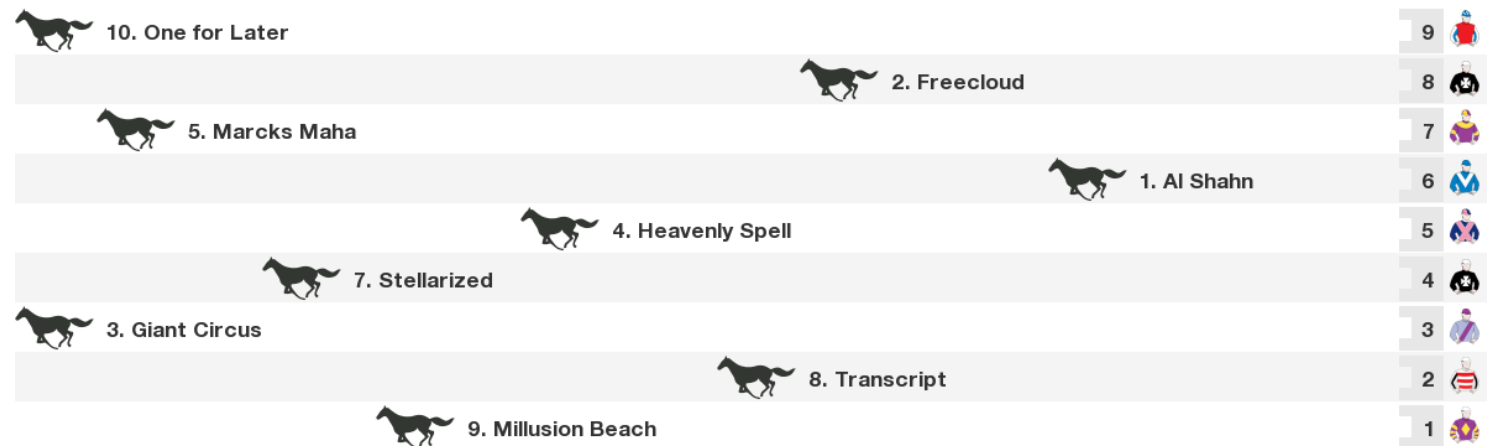 10. One for Later 9
2. Freecloud 8
5. Marcks Maha 7
1. Al Shahn 6
4. Heavenly Spell 5
7. Stellarized 4
3. Giant Circus 3
8. Transcript 2
9. Millusion Beach 1